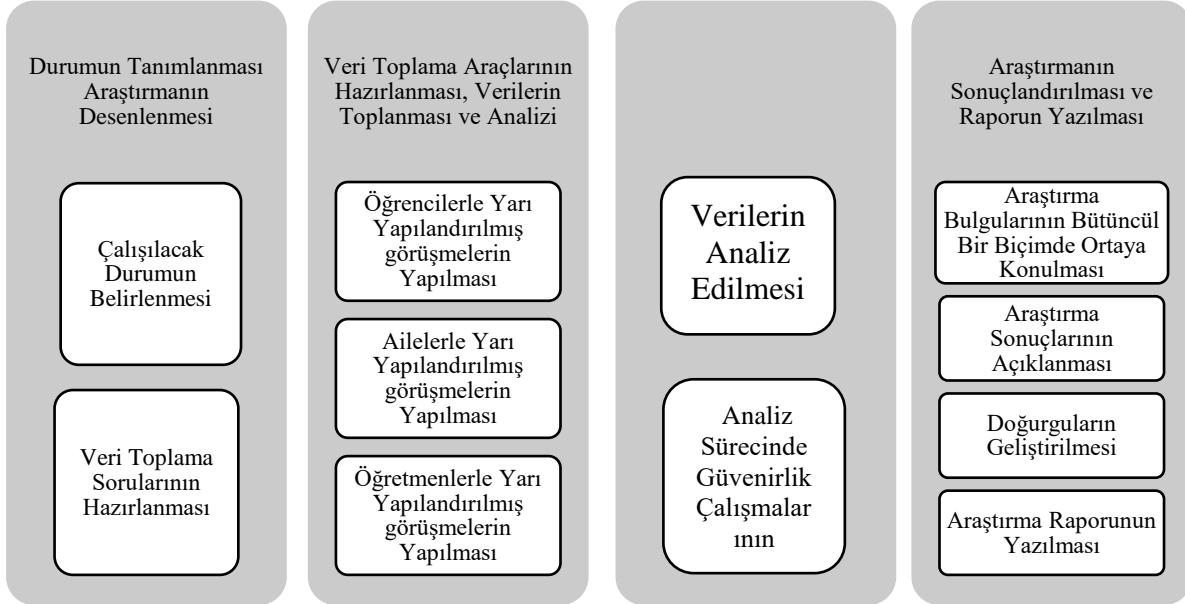 Durumun Tanımlanması
Araştırmanın
Desenlenmesi
Çalışılacak
Durumun
Belirlenmesi
Veri Toplama
Sorularının
Hazırlanması
Veri Toplama Araçlarının
Hazırlanması, Verilerin
Toplanması ve Analizi
Öğrencilerle Yarı
Yapılandırılmış
görüşmelerin
Yapılması
Ailelerle Yarı
Yapılandırılmış
görüşmelerin
Yapılması
Öğretmenlerle Yarı
Yapılandırılmış
görüşmelerin
Yapılması
Verilerin
Analiz
Edilmesi
Analiz
Sürecinde
Güvenirlik
Çalışmalar
ının
Araştırmanın
Sonuçlandırılması ve
Raporun Yazılması
Araştırma
Bulgularının Bütüncül
Bir Biçimde Ortaya
Konulması
Araştırma
Sonuçlarının
Açıklanması
Doğurguların
Geliştirilmesi
Araştırma Raporunun
Yazılması